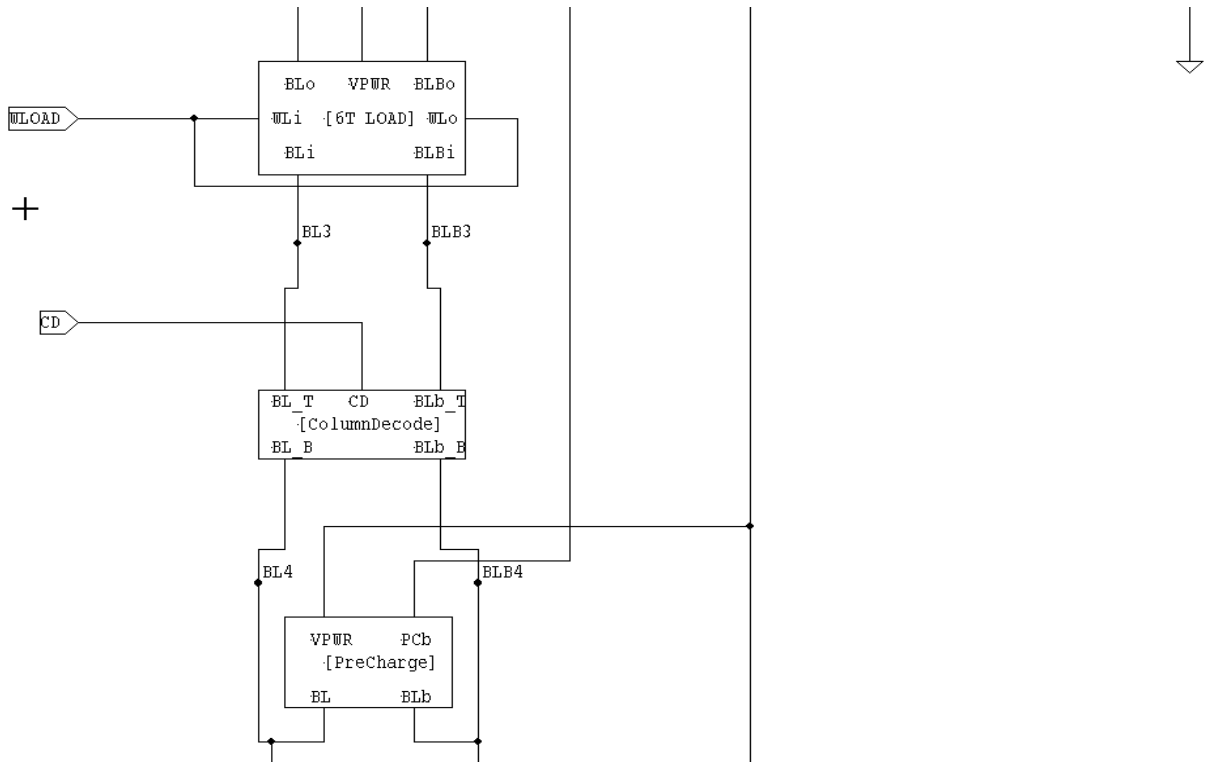 BLo VPWR BLBo
WLOAD
WLi [6T LOAD] WLo
BLi BLBi
BL3 BLB3
CD
BL_T CD BLb_T
[ColumnDecode]
BL_B BLb_B
BL4 BLB4
VPWR PCb
[PreCharge]
BL BLb